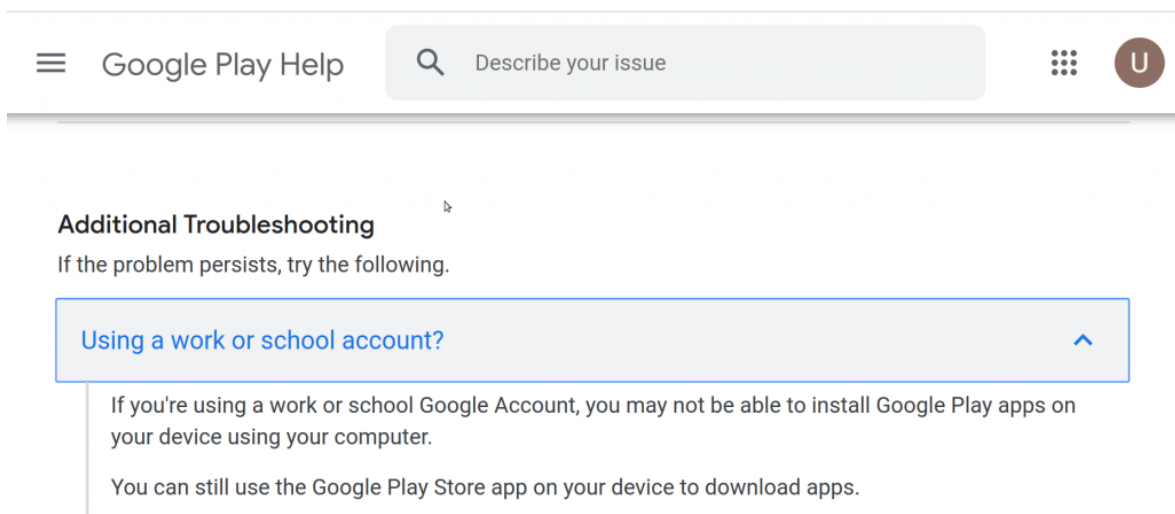 Google Play Help
Describe your issue
U
Additional Troubleshooting
If the problem persists, try the following.
Using a work or school account?
If you're using a work or school Google Account, you may not be able to install Google Play apps on
your device using your computer.
You can still use the Google Play Store app on your device to download apps.